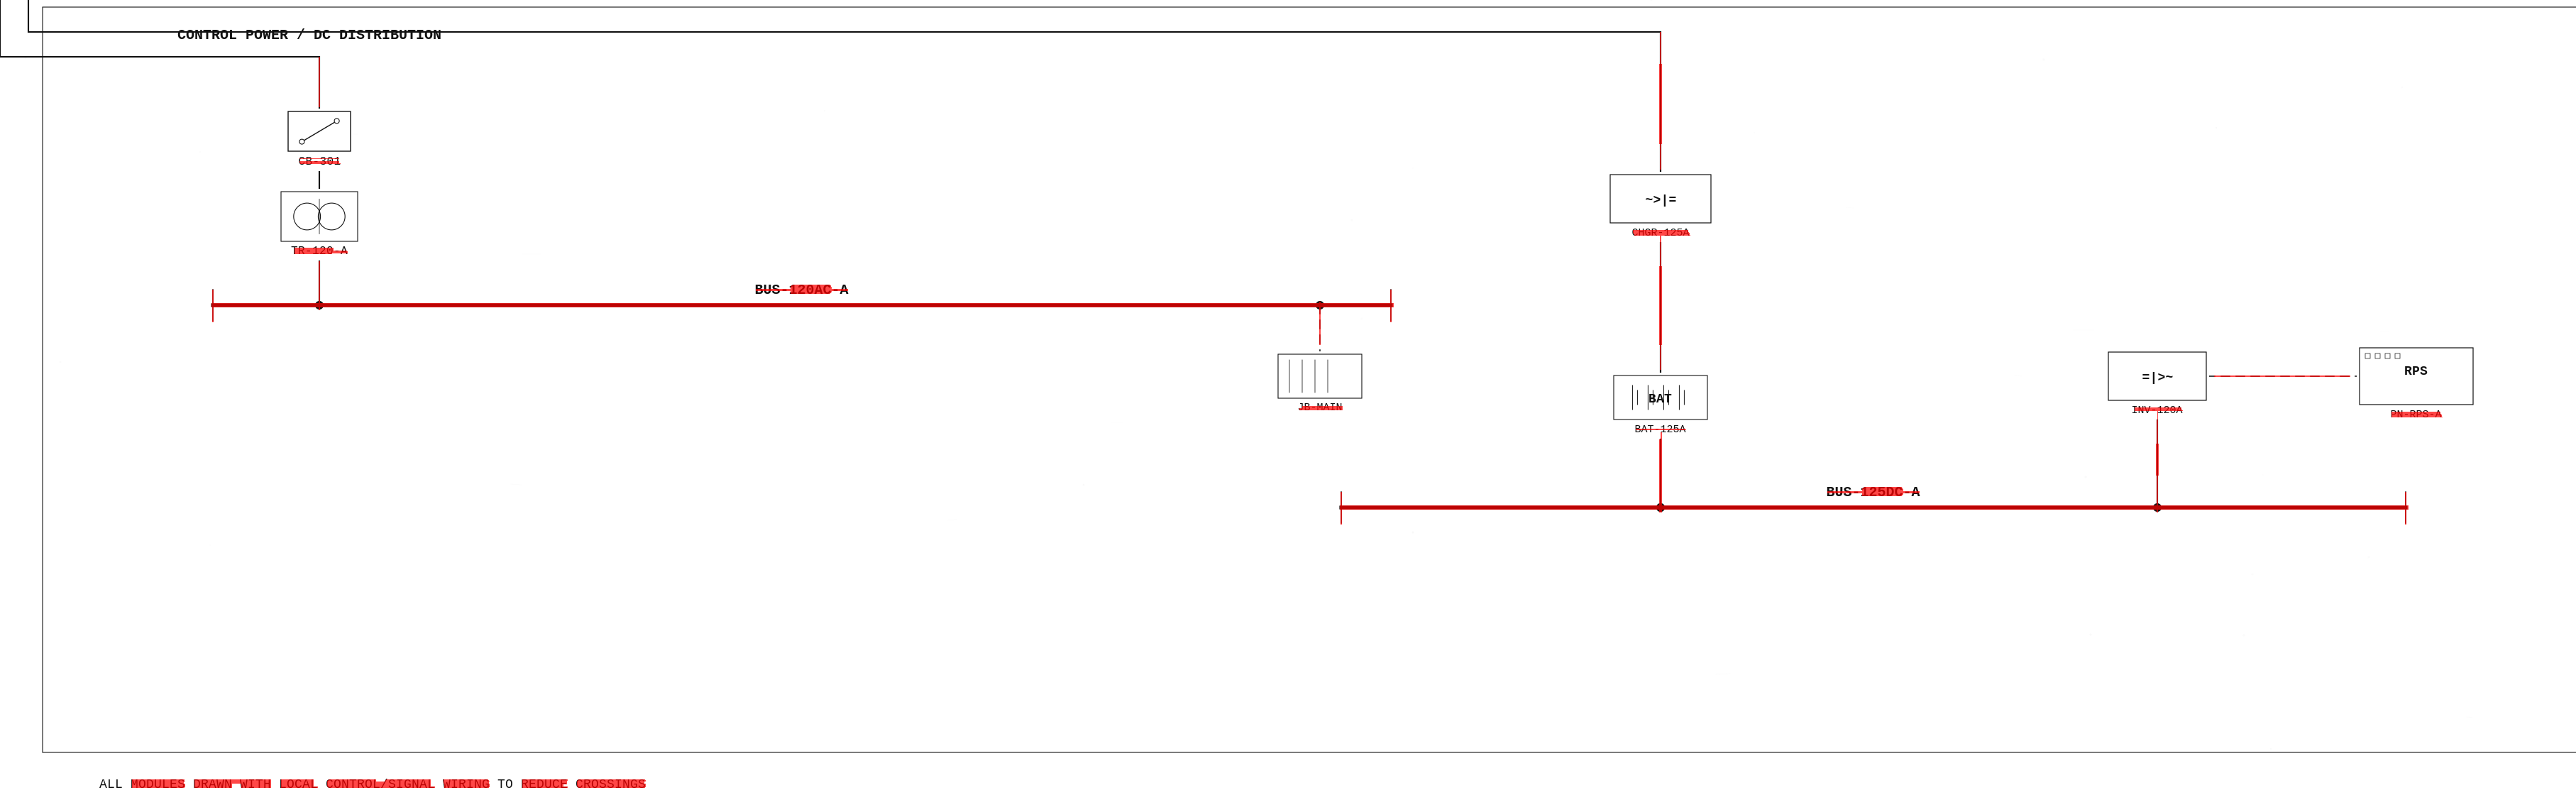 CONTROL POWER / DC DISTRIBUTION
CB-301
TR-120-A
~>|=
CHGR-125A
BUS-120AC-A
JB-MAIN
BAT
BAT-125A
=|>~
INV-120A
RPS
PN-RPS-A
BUS-125DC-A
ALL MODULES DRAWN WITH LOCAL CONTROL/SIGNAL WIRING TO REDUCE CROSSINGS